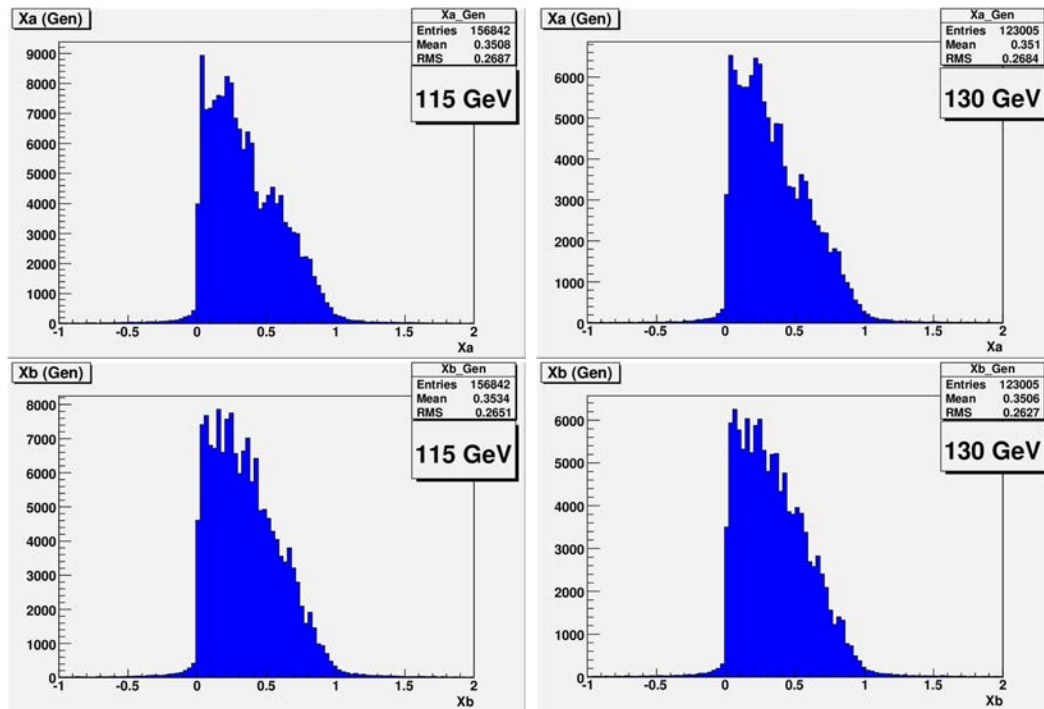 Xa (Gen)
Xa_Gen
Entries 156842
Mean 0.3508
RMS 0.2687
115 GeV
9000
8000
7000
6000
5000
4000
3000
2000
1000
0
-1 -0.5 0 0.5 1 1.5 2
Xa
Xa (Gen)
Xa_Gen
Entries 123005
Mean 0.351
RMS 0.2684
130 GeV
6000
5000
4000
3000
2000
1000
0
-1 -0.5 0 0.5 1 1.5 2
Xa
Xb (Gen)
Xb_Gen
Entries 156842
Mean 0.3534
RMS 0.2651
115 GeV
8000
7000
6000
5000
4000
3000
2000
1000
0
-1 -0.5 0 0.5 1 1.5 2
Xb
Xb (Gen)
Xb_Gen
Entries 123005
Mean 0.3506
RMS 0.2627
130 GeV
6000
5000
4000
3000
2000
1000
0
-1 -0.5 0 0.5 1 1.5 2
Xb